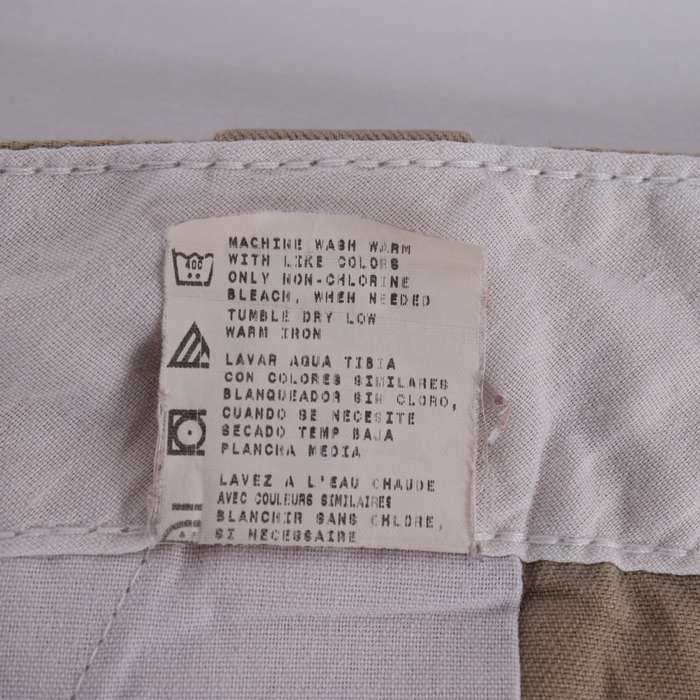 MACHINE WASH WARM
WITH LIKE COLORS
ONLY NON-CHLORINE
BLEACH, WHEN NEEDED
TUMBLE DRY LOW
WARM IRON
LAVAR AGUA TIBIA
CON COLORES SIMILARES
BLANQUEADOR SIN CLORO,
CUANDO SE NECESITE
SECADO TEMP BAJA
PLANCHA MEDIA
LAVEZ A L'EAU CHAUDE
AVEC COULEURS SIMILAIRES
BLANCHIR SANS CHLORE,
SI NECESSAIRE